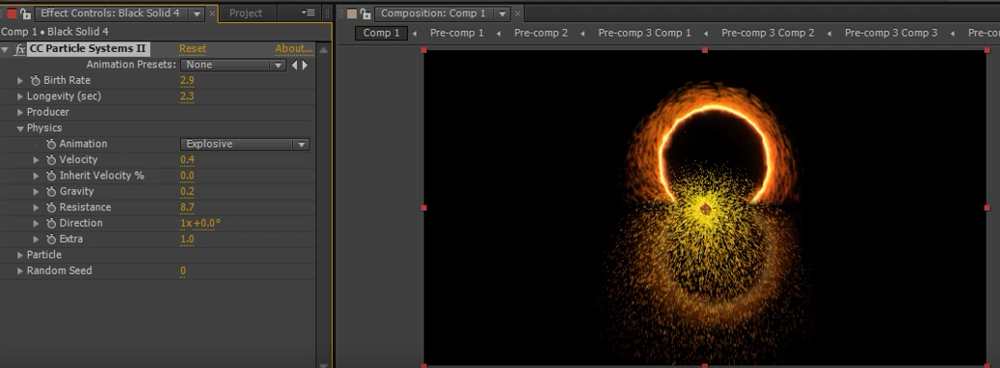 Effect Controls: Black Solid 4
Project
Composition: Comp 1
Comp 1 • Black Solid 4
Comp 1 Pre-comp 1 Pre-comp 2 Pre-comp 3 Comp 1 Pre-comp 3 Comp 2 Pre-comp 3 Comp 3 Pre-co
fx CC Particle Systems II Reset About...
Animation Presets: None
Birth Rate 2.9
Longevity (sec) 2.3
Producer
Physics
Animation Explosive
Velocity 0.4
Inherit Velocity % 0.0
Gravity 0.2
Resistance 8.7
Direction 1x+0.0°
Extra 1.0
Particle
Random Seed 0